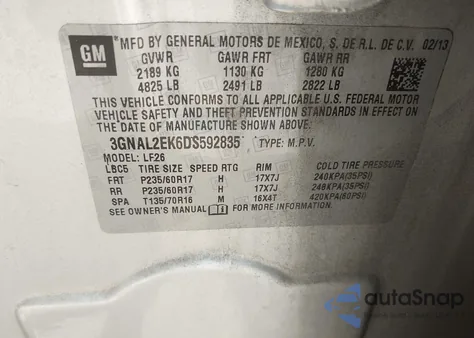 GM
MFD BY GENERAL MOTORS DE MEXICO, S. DE R.L. DE C.V. 02/13
GVWR GAWR FRT GAWR RR
2189 KG 1130 KG 1280 KG
4825 LB 2491 LB 2822 LB
THIS VEHICLE CONFORMS TO ALL APPLICABLE U.S. FEDERAL MOTOR
VEHICLE SAFETY AND THEFT PREVENTION STANDARDS IN EFFECT
ON THE DATE OF MANUFACTURE SHOWN ABOVE.
3GNAL2EK6DS592835 TYPE: M.P.V.
MODEL: LF26
LBC5 TIRE SIZE SPEED RTG RIM COLD TIRE PRESSURE
FRT P235/60R17 H 17X7J 240KPA(35PSI)
RR P235/60R17 H 17X7J 240KPA(35PSI)
SPA T135/70R16 M 16X4T 420KPA(60PSI)
SEE OWNER'S MANUAL FOR MORE INFORMATION.
autoSnap